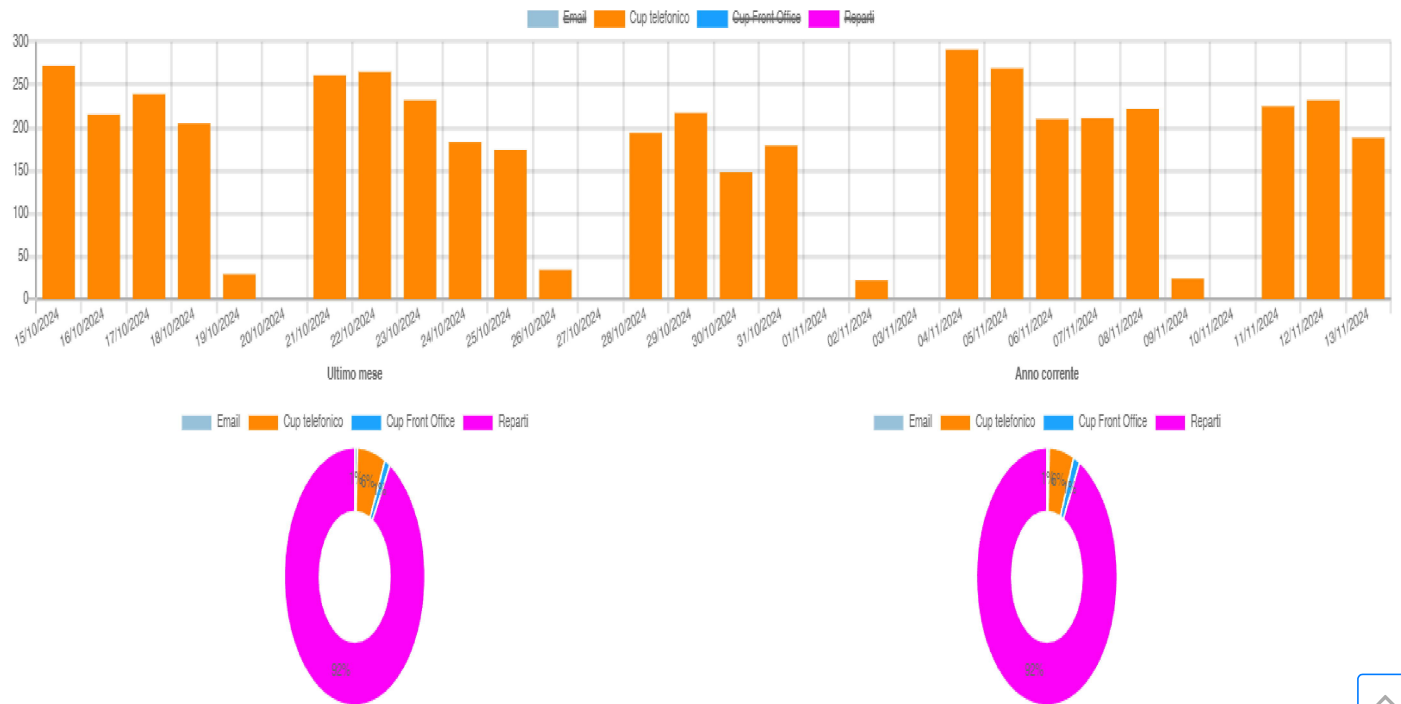 Email Cup telefonico Cup Front Office Reparti
300
250
200
150
100
50
0
15/10/2024 16/10/2024 17/10/2024 18/10/2024 19/10/2024 20/10/2024 21/10/2024 22/10/2024 23/10/2024 24/10/2024 25/10/2024 26/10/2024 27/10/2024 28/10/2024 29/10/2024 30/10/2024 31/10/2024 01/11/2024 02/11/2024 03/11/2024 04/11/2024 05/11/2024 06/11/2024 07/11/2024 08/11/2024 09/11/2024 10/11/2024 11/11/2024 12/11/2024 13/11/2024
Ultimo mese
Email Cup telefonico Cup Front Office Reparti
6%
Anno corrente
Email Cup telefonico Cup Front Office Reparti
6%